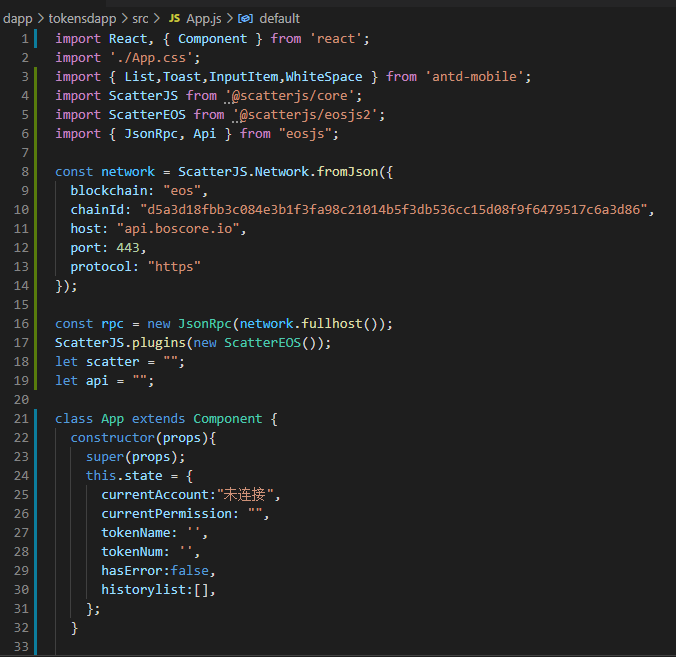 dapp > tokensdapp > src > JS App.js > default
1 import React, { Component } from 'react';
2 import './App.css';
3 import { List,Toast,InputItem,WhiteSpace } from 'antd-mobile';
4 import ScatterJS from '@scatterjs/core';
5 import ScatterEOS from '@scatterjs/eosjs2';
6 import { JsonRpc, Api } from "eosjs";
7
8 const network = ScatterJS.Network.fromJson({
9 blockchain: "eos",
10 chainId: "d5a3d18fbb3c084e3b1f3fa98c21014b5f3db536cc15d08f9f6479517c6a3d86",
11 host: "api.boscore.io",
12 port: 443,
13 protocol: "https"
14 });
15
16 const rpc = new JsonRpc(network.fullhost());
17 ScatterJS.plugins(new ScatterEOS());
18 let scatter = "";
19 let api = "";
20
21 class App extends Component {
22 constructor(props){
23 super(props);
24 this.state = {
25 currentAccount:"未连接",
26 currentPermission: "",
27 tokenName: '',
28 tokenNum: '',
29 hasError:false,
30 historylist:[],
31 };
32 }
33